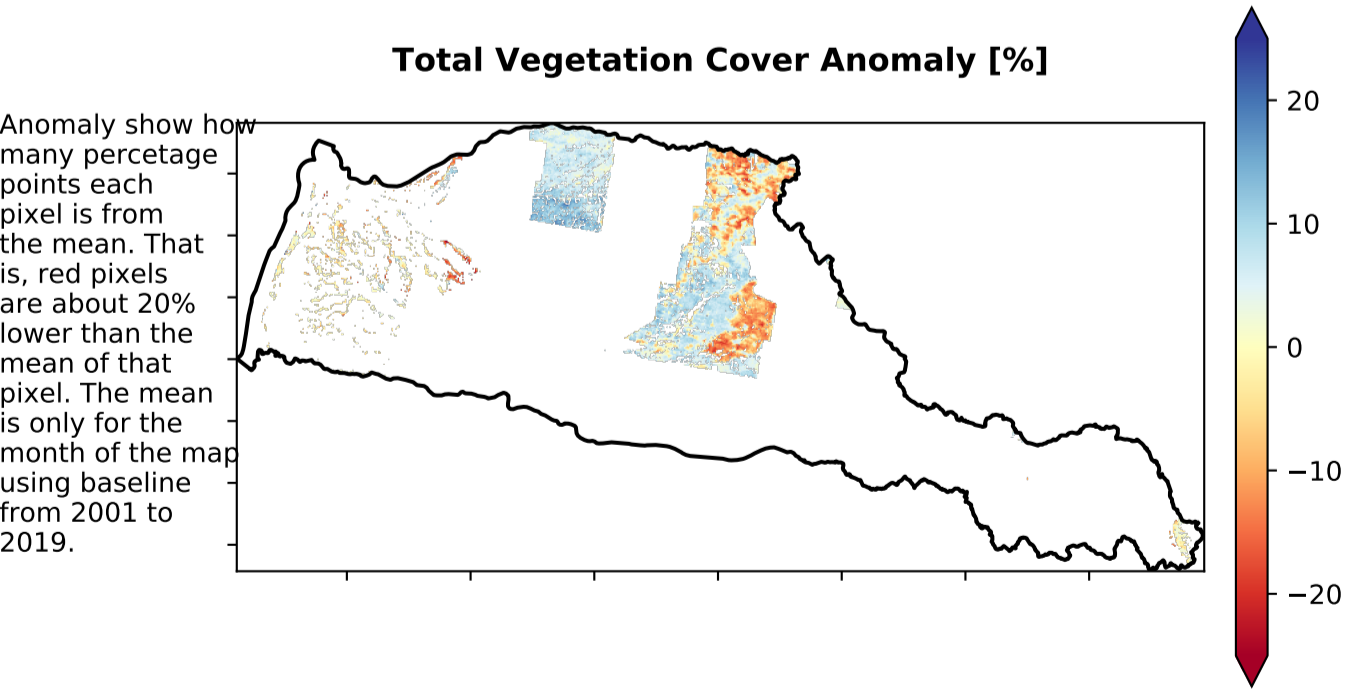 Total Vegetation Cover Anomaly [%]
Anomaly show how
many percetage
points each
pixel is from
the mean. That
is, red pixels
are about 20%
lower than the
mean of that
pixel. The mean
is only for the
month of the map
using baseline
from 2001 to
2019.
20
10
0
−10
−20